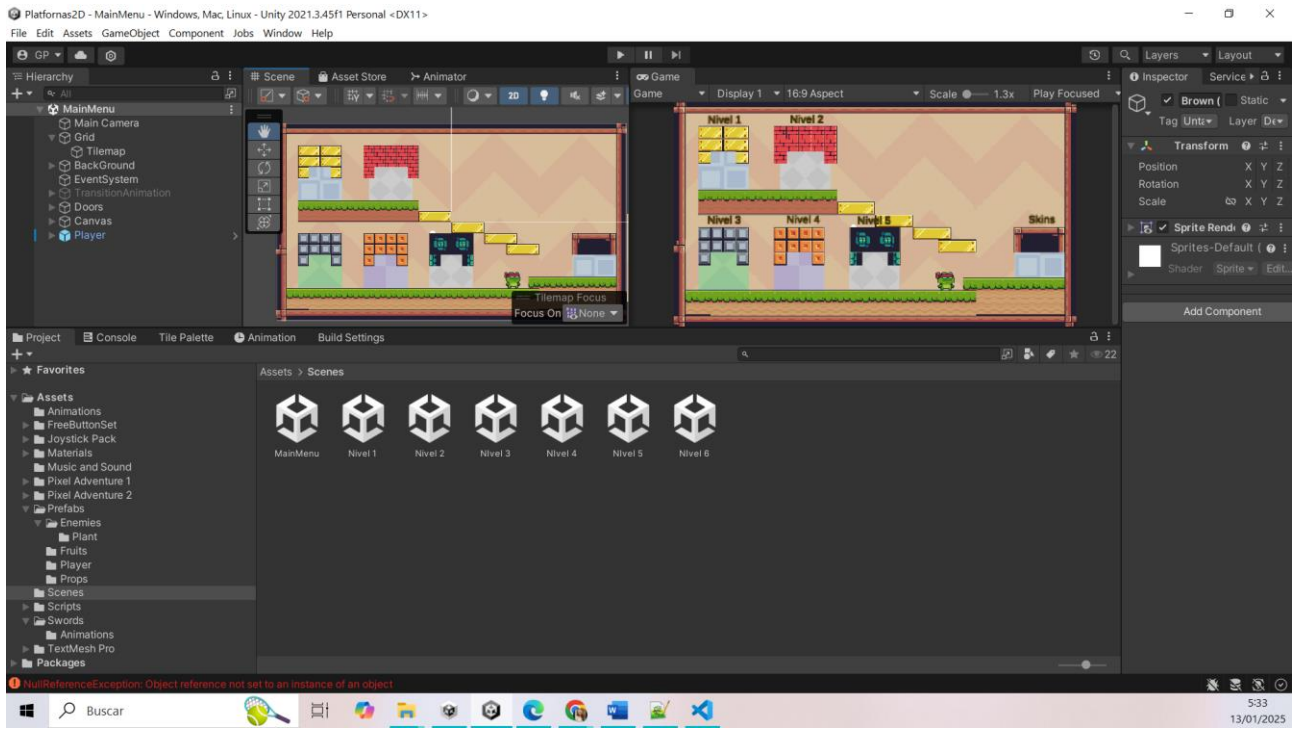 Platfornas2D - MainMenu - Windows, Mac, Linux - Unity 2021.3.45f1 Personal <DX11>
File Edit Assets GameObject Component Jobs Window Help
GP
Layers Layout
Hierarchy
Scene Asset Store Animator
Game
Inspector Service
All
2D
Game Display 1 16:9 Aspect Scale 1.3x Play Focused
MainMenu
Main Camera
Grid
Tilemap
BackGround
EventSystem
TransitionAnimation
Doors
Canvas
Player
Tilemap Focus
Focus On None
Nivel 1 Nivel 2
Nivel 3 Nivel 4 Nivel 5 Skins
Brown ( Static
Tag Unta Layer De
Transform
Position X Y Z
Rotation X Y Z
Scale X Y Z
Sprite Rend
Sprites-Default (
Shader Sprite Edit...
Add Component
Project Console Tile Palette Animation Build Settings
22
Favorites
Assets > Scenes
Assets
Animations
FreeButtonSet
Joystick Pack
Materials
Music and Sound
Pixel Adventure 1
Pixel Adventure 2
Prefabs
Enemies
Plant
Fruits
Player
Props
Scenes
Scripts
Swords
Animations
TextMesh Pro
Packages
MainMenu Nivel 1 Nivel 2 NIvel 3 NIvel 4 NIvel 5 NIvel 6
NullReferenceException: Object reference not set to an instance of an object
Buscar
5:33
13/01/2025